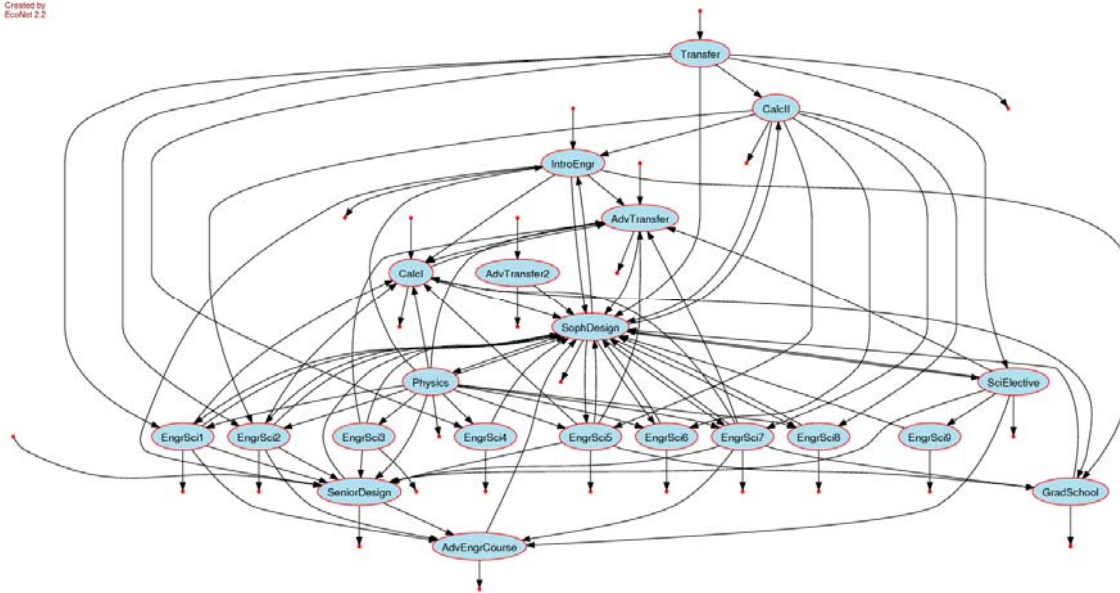 Created by
EcoNet 2.2
Transfer
CalcII
IntroEngr
AdvTransfer
CalcI
AdvTransfer2
SophDesign
Physics
SciElective
EngrSci1
EngrSci2
EngrSci3
EngrSci4
EngrSci5
EngrSci6
EngrSci7
EngrSci8
EngrSci9
SeniorDesign
GradSchool
AdvEngrCourse